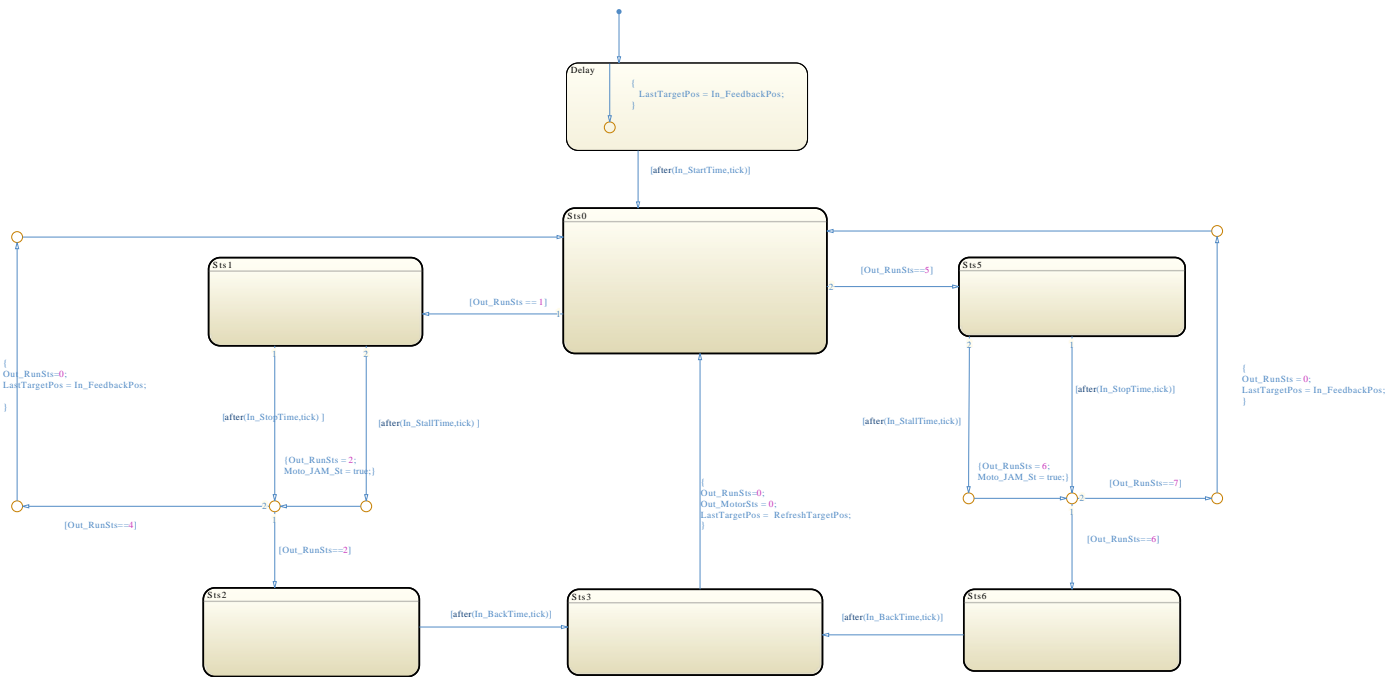 Delay
{
LastTargetPos = In_FeedbackPos;
}
[after(In_StartTime,tick)]
Sts0
Sts1
Sts5
[Out_RunSts==5]
2
[Out_RunSts == 1]
1
1
2
2
1
{
Out_RunSts=0;
LastTargetPos = In_FeedbackPos;
}
{
Out_RunSts = 0;
LastTargetPos = In_FeedbackPos;
}
[after(In_StopTime,tick) ]
[after(In_StallTime,tick) ]
[after(In_StallTime,tick)]
[after(In_StopTime,tick)]
{Out_RunSts = 2;
Moto_JAM_St = true;}
{Out_RunSts = 6;
Moto_JAM_St = true;}
[Out_RunSts==7]
{
Out_RunSts=0;
Out_MotorSts = 0;
LastTargetPos = RefreshTargetPos;
}
2
1
2
1
[Out_RunSts==4]
[Out_RunSts==2]
[Out_RunSts==6]
Sts2
Sts3
Sts6
[after(In_BackTime,tick)]
[after(In_BackTime,tick)]